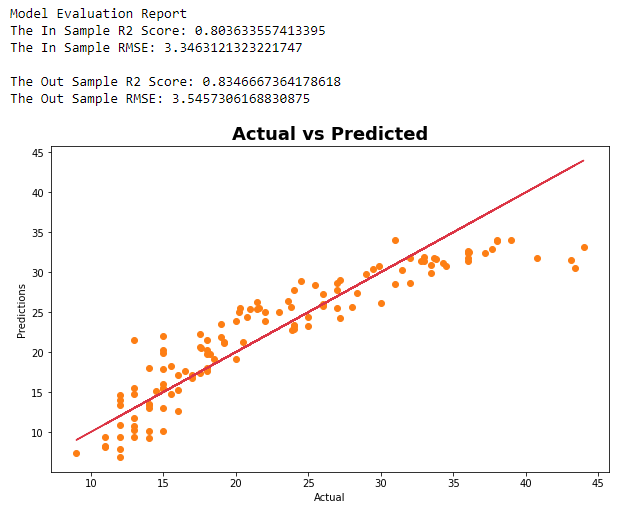 Model Evaluation Report
The In Sample R2 Score: 0.803633557413395
The In Sample RMSE: 3.3463121323221747
The Out Sample R2 Score: 0.8346667364178618
The Out Sample RMSE: 3.5457306168830875
Actual vs Predicted
45
40
35
30
25
20
15
10
Predictions
10 15 20 25 30 35 40 45
Actual